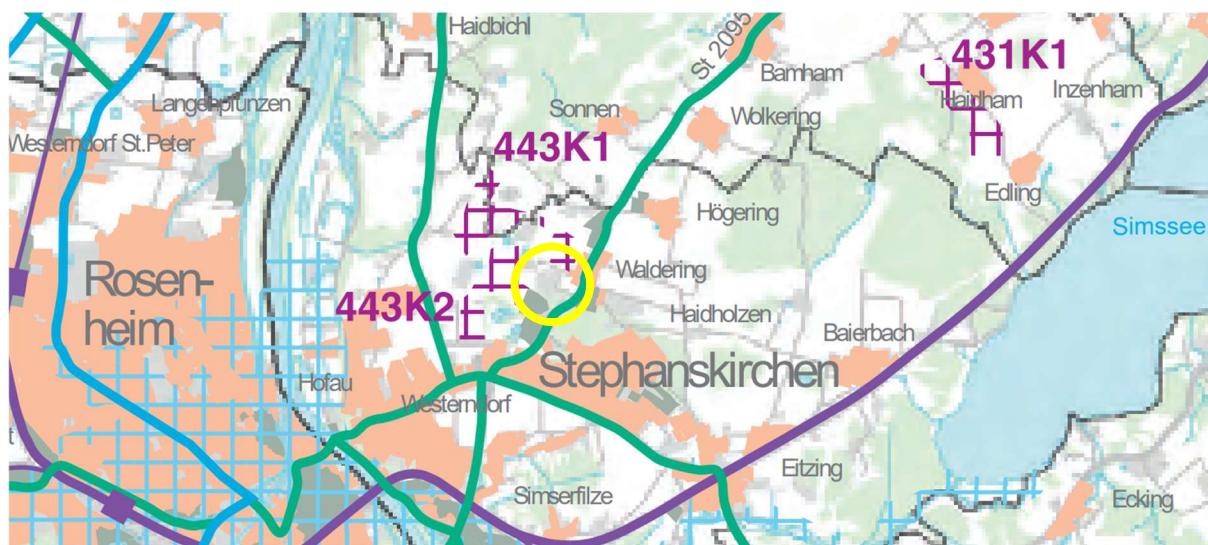 Haidbichl
St 2095
Bamham
431K1
Inzenham
Langenpfunzen
Sonnen
Wolkering
Haidham
Westerndorf St.Peter
443K1
Edling
Högering
Simssee
Rosen-
heim
Waldering
443K2
Haidholzen
Baierbach
Hofau
Stephanskirchen
Westerndorf
t
Eitzing
Simserfilze
Ecking